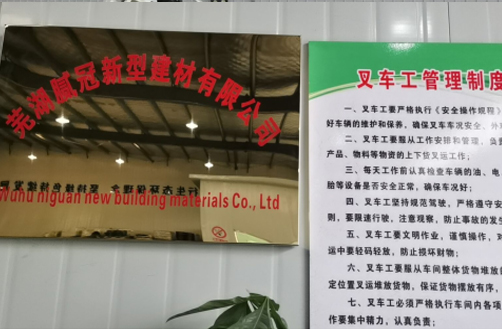 芜湖冠新型建材有限公司
Wuhu niguan new building materials Co., Ltd
叉车工管理制度
一、叉车工要严格执行《安全操作规程》
好车辆的维护和保养，确保叉车车况安全、外
二、叉车工要服从工作安排和管理，负责
产品、物料等物资的上下货叉运工作；
三、每天工作前认真检查车辆的油、电、
胎等设备是否安全正常，确保车况好；
四、叉车工坚持规范驾驶，严格遵守安
则，要限速行驶，注意观察，防止事故的发生
五、叉车工要文明作业，谨慎操作，对
运中要轻码轻放，防止损坏财物；
六、叉车工要服从车间整体货物堆放的
定位置叉运堆放货物，保证货物摆放有序，
七、叉车工必须严格执行车间内各项
作要集中精力，认真负责；